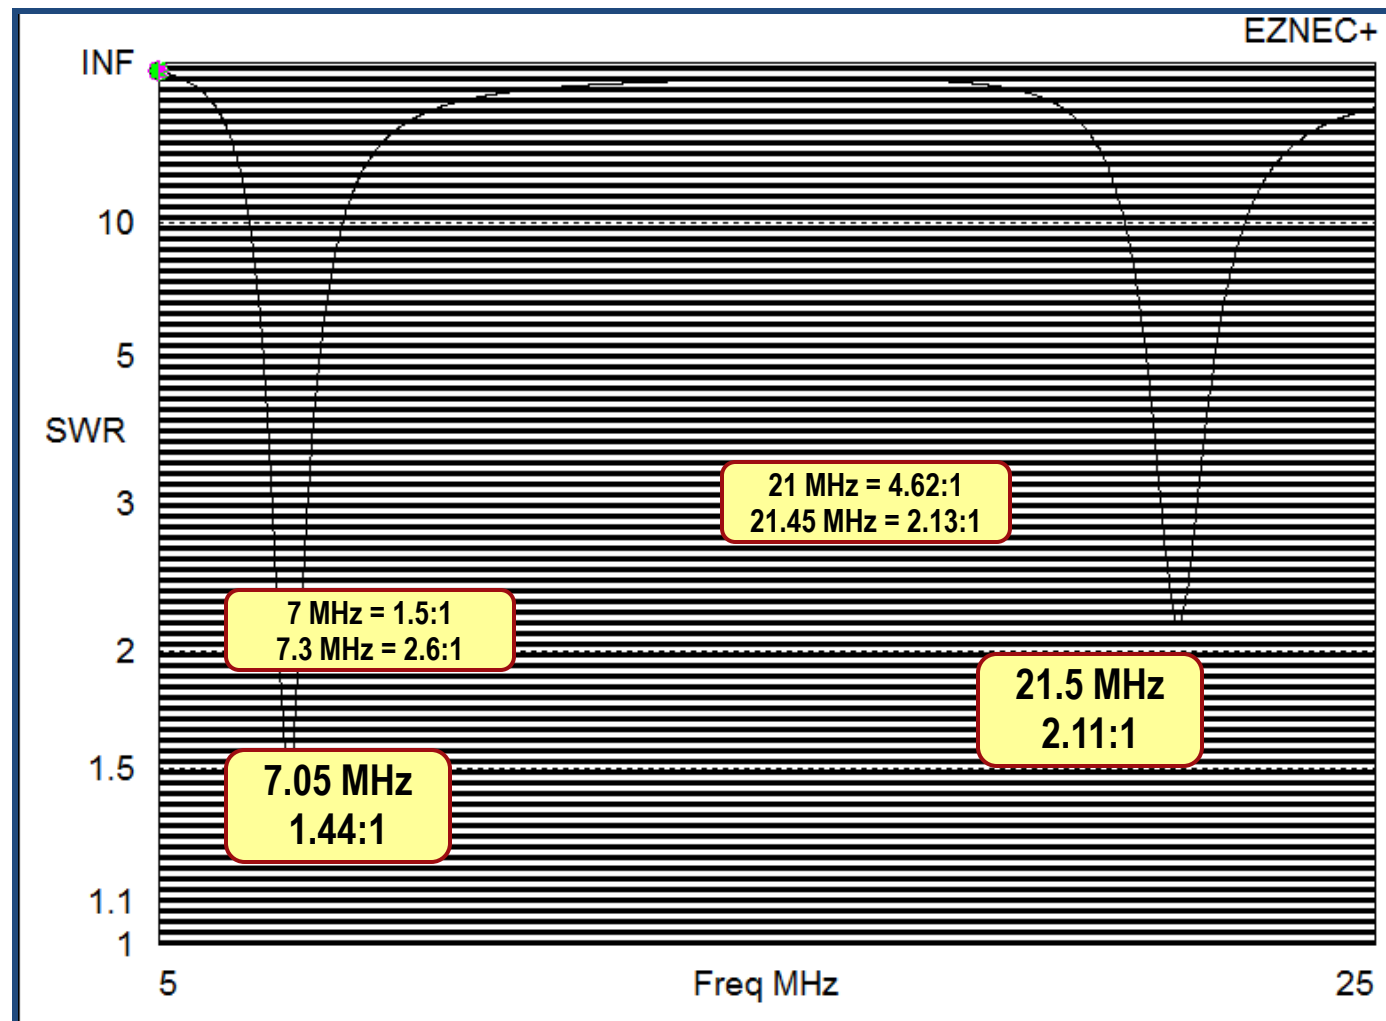 EZNEC+
INF
10
5
SWR
3
2
1.5
1.1
1
21 MHz = 4.62:1
21.45 MHz = 2.13:1
7 MHz = 1.5:1
7.3 MHz = 2.6:1
21.5 MHz
2.11:1
7.05 MHz
1.44:1
5
Freq MHz
25